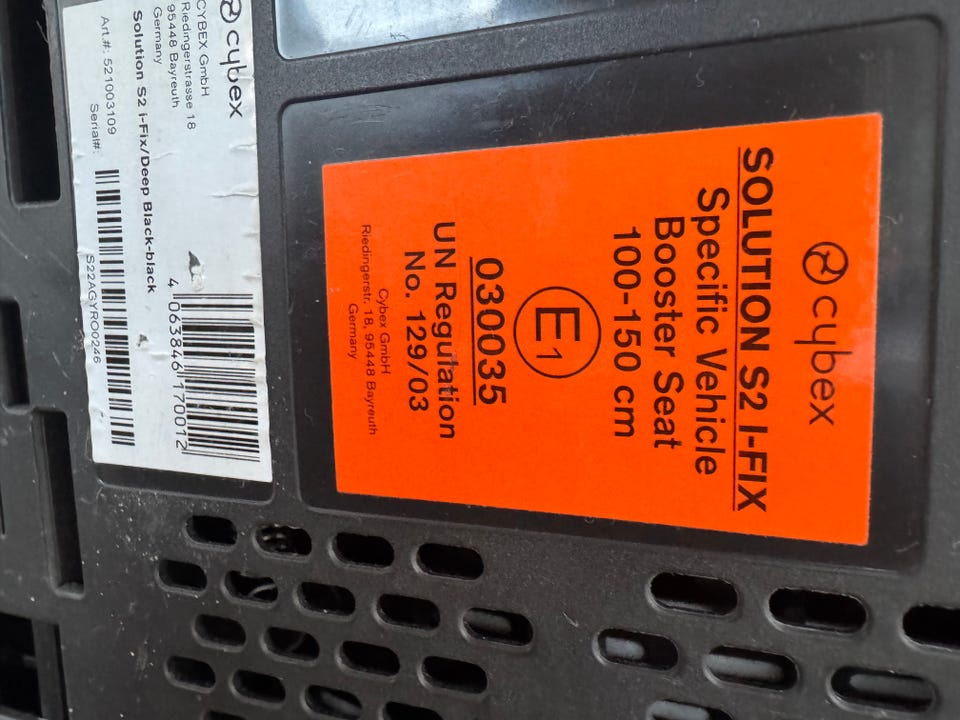 cybex
SOLUTION S2 I-FIX
Specific Vehicle
Booster Seat
100-150 cm
E1
030035
UN Regulation
No. 129/03
Cybex GmbH
Riedingerstr. 18, 95448 Bayreuth
Germany
cybex
CYBEX GmbH
Riedingerstrasse 18
95448 Bayreuth
Germany
Solution S2 i-Fix/Deep Black-black
Art.#: 521003109
Serial#:
4 063846 170012
S22AGYRO0246